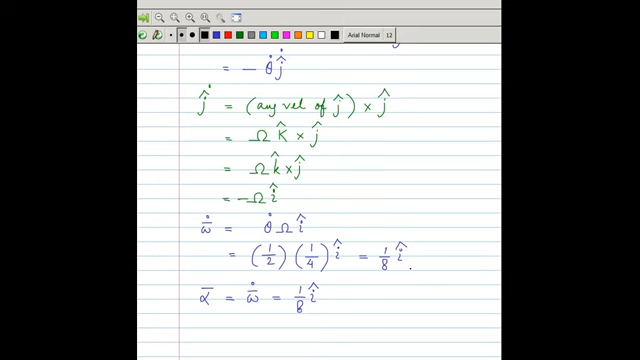 Arial Normal 12
= − θ̇ ĵ̇
ĵ̇ = (ang vel of ĵ) × ĵ
= Ω K̂ × ĵ
= Ω k̂ × ĵ
= −Ω î
ω̇ = θ̇ Ω î
= (1/2) (1/4) î = 1/8 î .
ᾱ = ω̇ = 1/8 î